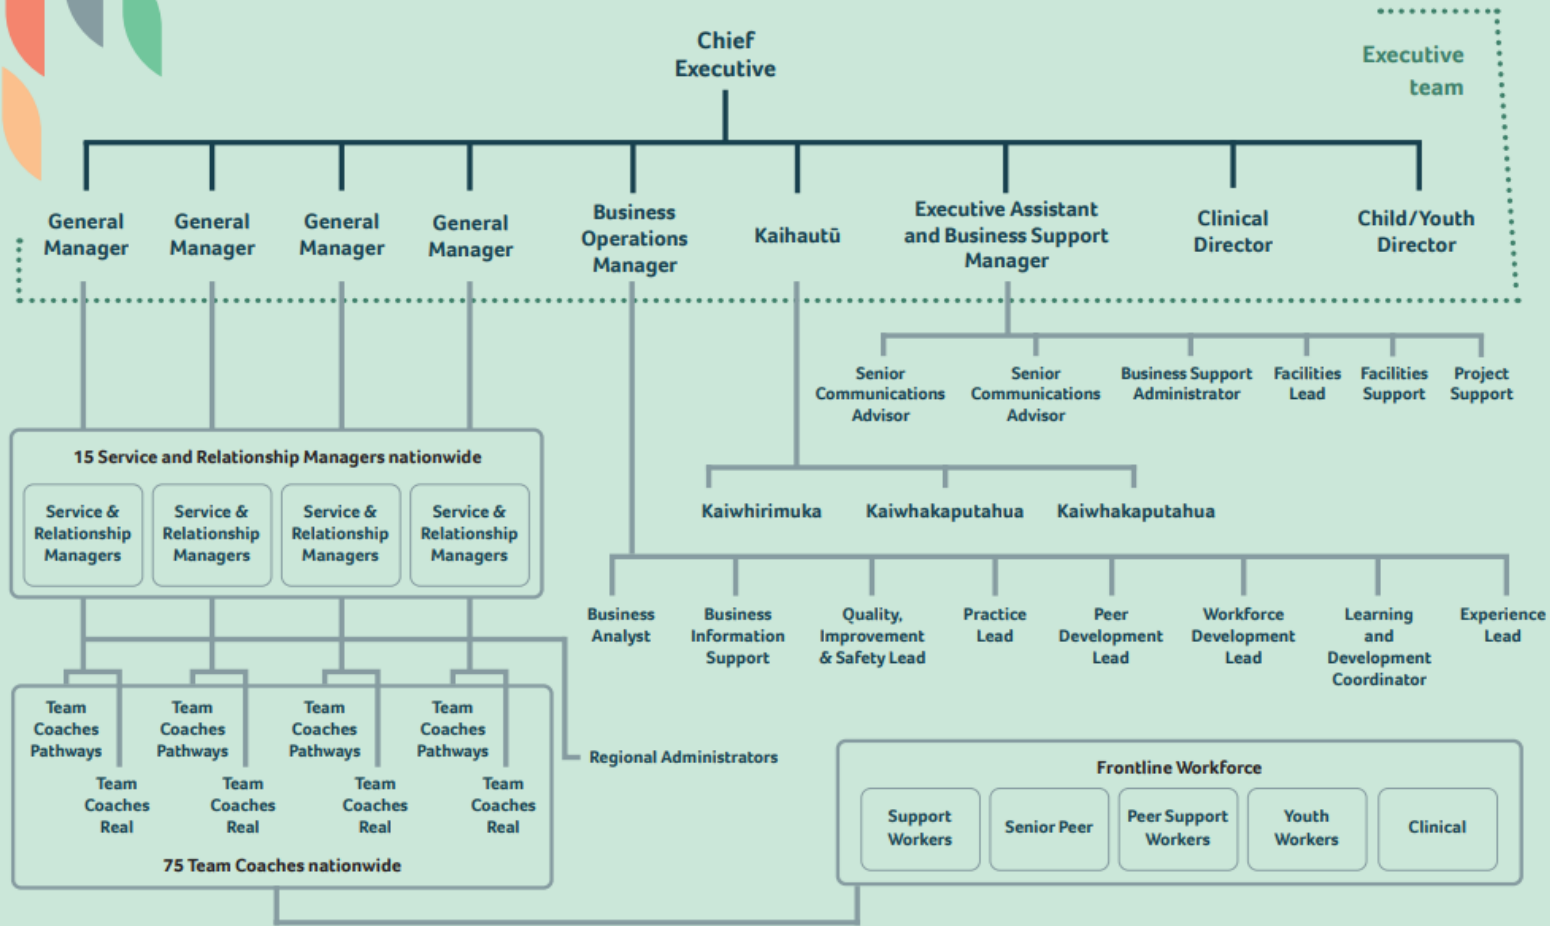 Chief
Executive
Executive
team
General
Manager
General
Manager
General
Manager
General
Manager
Business
Operations
Manager
Kaihautū
Executive Assistant
and Business Support
Manager
Clinical
Director
Child/Youth
Director
Senior
Communications
Advisor
Senior
Communications
Advisor
Business Support
Administrator
Facilities
Lead
Facilities
Support
Project
Support
15 Service and Relationship Managers nationwide
Service &
Relationship
Managers
Service &
Relationship
Managers
Service &
Relationship
Managers
Service &
Relationship
Managers
Kaiwhirimuka
Kaiwhakaputahua
Kaiwhakaputahua
Business
Analyst
Business
Information
Support
Quality,
Improvement
& Safety Lead
Practice
Lead
Peer
Development
Lead
Workforce
Development
Lead
Learning
and
Development
Coordinator
Experience
Lead
Team
Coaches
Pathways
Team
Coaches
Real
Team
Coaches
Pathways
Team
Coaches
Real
Team
Coaches
Pathways
Team
Coaches
Real
Team
Coaches
Pathways
Team
Coaches
Real
75 Team Coaches nationwide
Regional Administrators
Frontline Workforce
Support
Workers
Senior Peer
Peer Support
Workers
Youth
Workers
Clinical